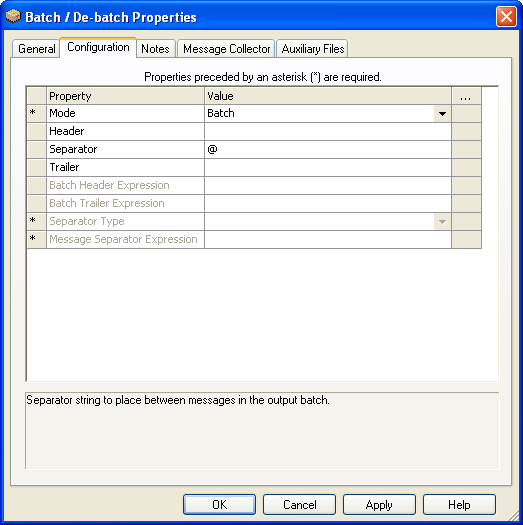 Batch / De-batch Properties
General Configuration Notes Message Collector Auxiliary Files
Properties preceded by an asterisk (*) are required.
Property Value ...
* Mode Batch
Header
Separator @
Trailer
Batch Header Expression
Batch Trailer Expression
* Separator Type
* Message Separator Expression
Separator string to place between messages in the output batch.
OK Cancel Apply Help